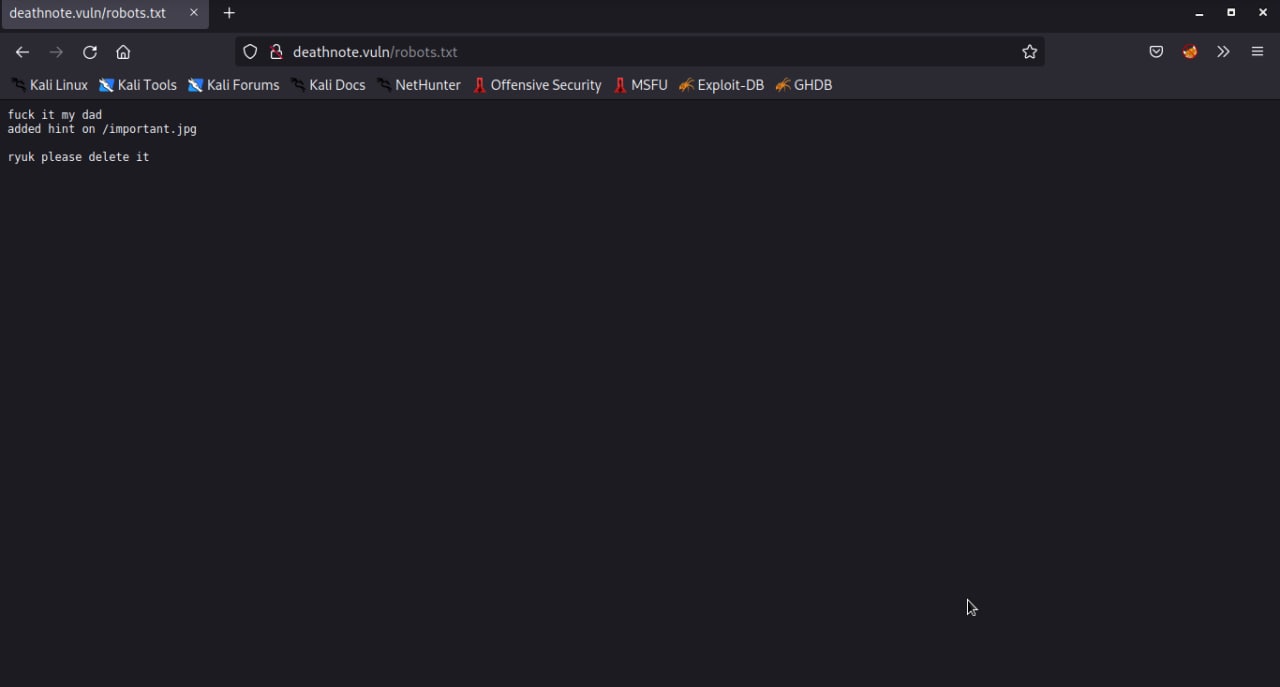 deathnote.vuln/robots.txt
deathnote.vuln/robots.txt
Kali Linux Kali Tools Kali Forums Kali Docs NetHunter Offensive Security MSFU Exploit-DB GHDB
fuck it my dad
added hint on /important.jpg
ryuk please delete it